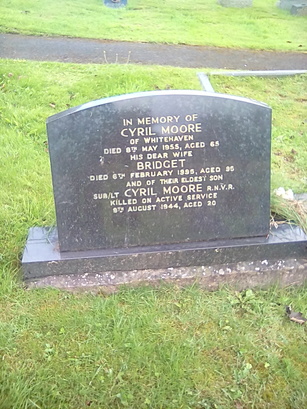 IN MEMORY OF
CYRIL MOORE
OF WHITEHAVEN
DIED 8TH MAY 1955, AGED 65
HIS DEAR WIFE
BRIDGET
DIED 6TH FEBRUARY 1995, AGED 95
AND OF THEIR ELDEST SON
SUB/LT CYRIL MOORE R.N.V.R.
KILLED ON ACTIVE SERVICE
8TH AUGUST 1944, AGED 20